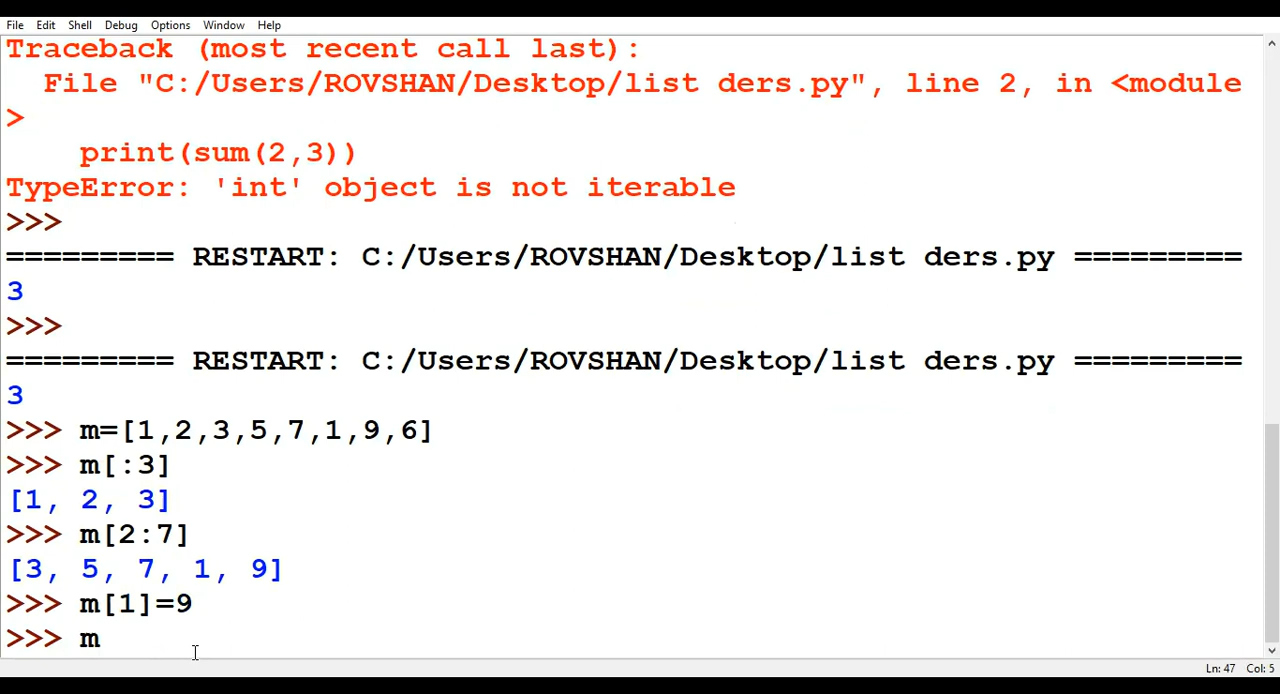 File Edit Shell Debug Options Window Help
Traceback (most recent call last):
  File "C:/Users/ROVSHAN/Desktop/list ders.py", line 2, in <module
>
    print(sum(2,3))
TypeError: 'int' object is not iterable
>>>
========= RESTART: C:/Users/ROVSHAN/Desktop/list ders.py =========
3
>>>
========= RESTART: C:/Users/ROVSHAN/Desktop/list ders.py =========
3
>>> m=[1,2,3,5,7,1,9,6]
>>> m[:3]
[1, 2, 3]
>>> m[2:7]
[3, 5, 7, 1, 9]
>>> m[1]=9
>>> m
Ln: 47 Col: 5